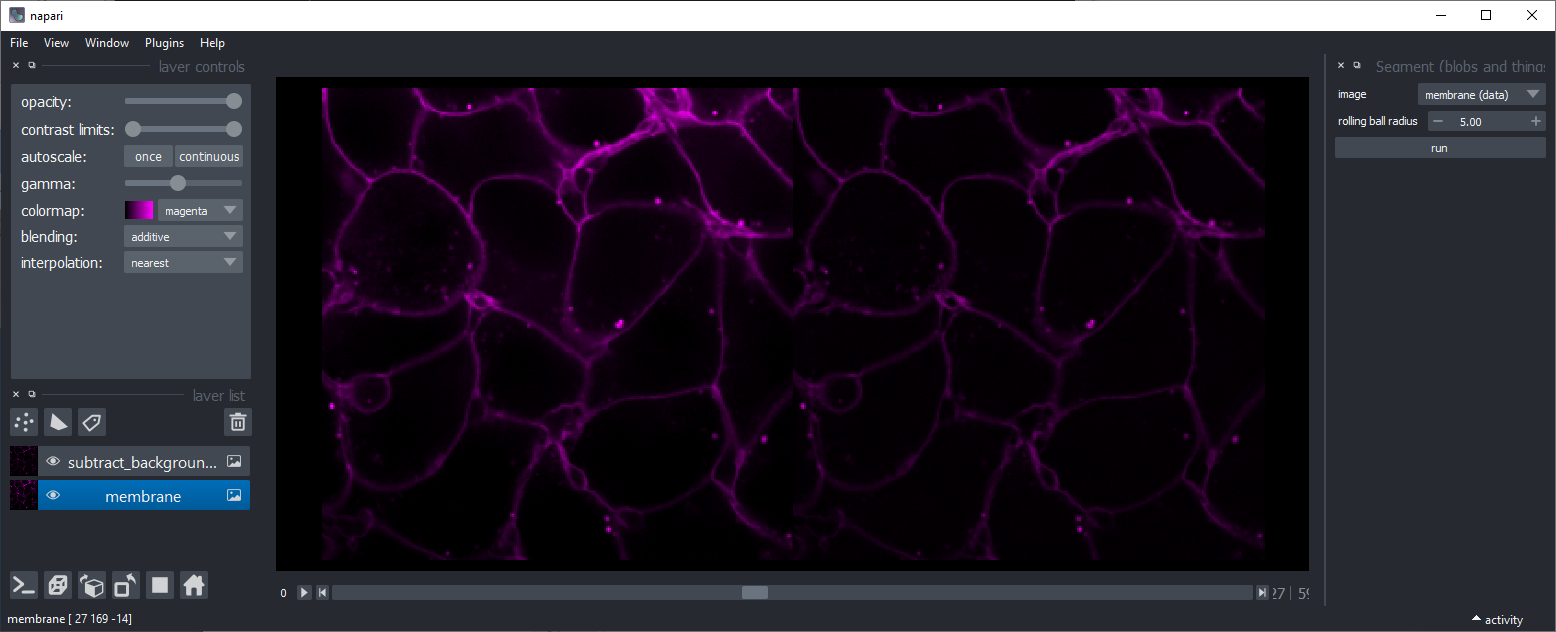 napari
File View Window Plugins Help
layer controls
opacity:
contrast limits:
autoscale: once continuous
gamma:
colormap: magenta
blending: additive
interpolation: nearest
layer list
subtract_backgroun...
membrane
0
27 | 59
membrane [ 27 169 -14]
Segment (blobs and things
image membrane (data)
rolling ball radius 5.00
run
activity